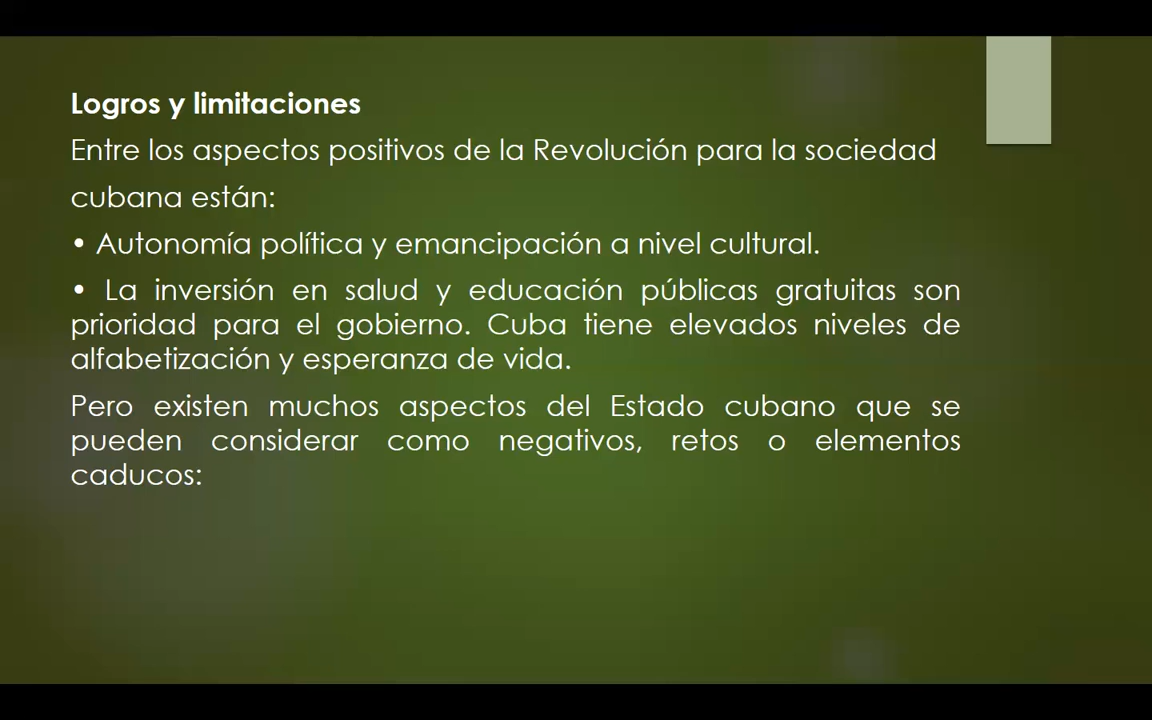 Logros y limitaciones
Entre los aspectos positivos de la Revolución para la sociedad
cubana están:
• Autonomía política y emancipación a nivel cultural.
• La inversión en salud y educación públicas gratuitas son
prioridad para el gobierno. Cuba tiene elevados niveles de
alfabetización y esperanza de vida.
Pero existen muchos aspectos del Estado cubano que se
pueden considerar como negativos, retos o elementos
caducos: